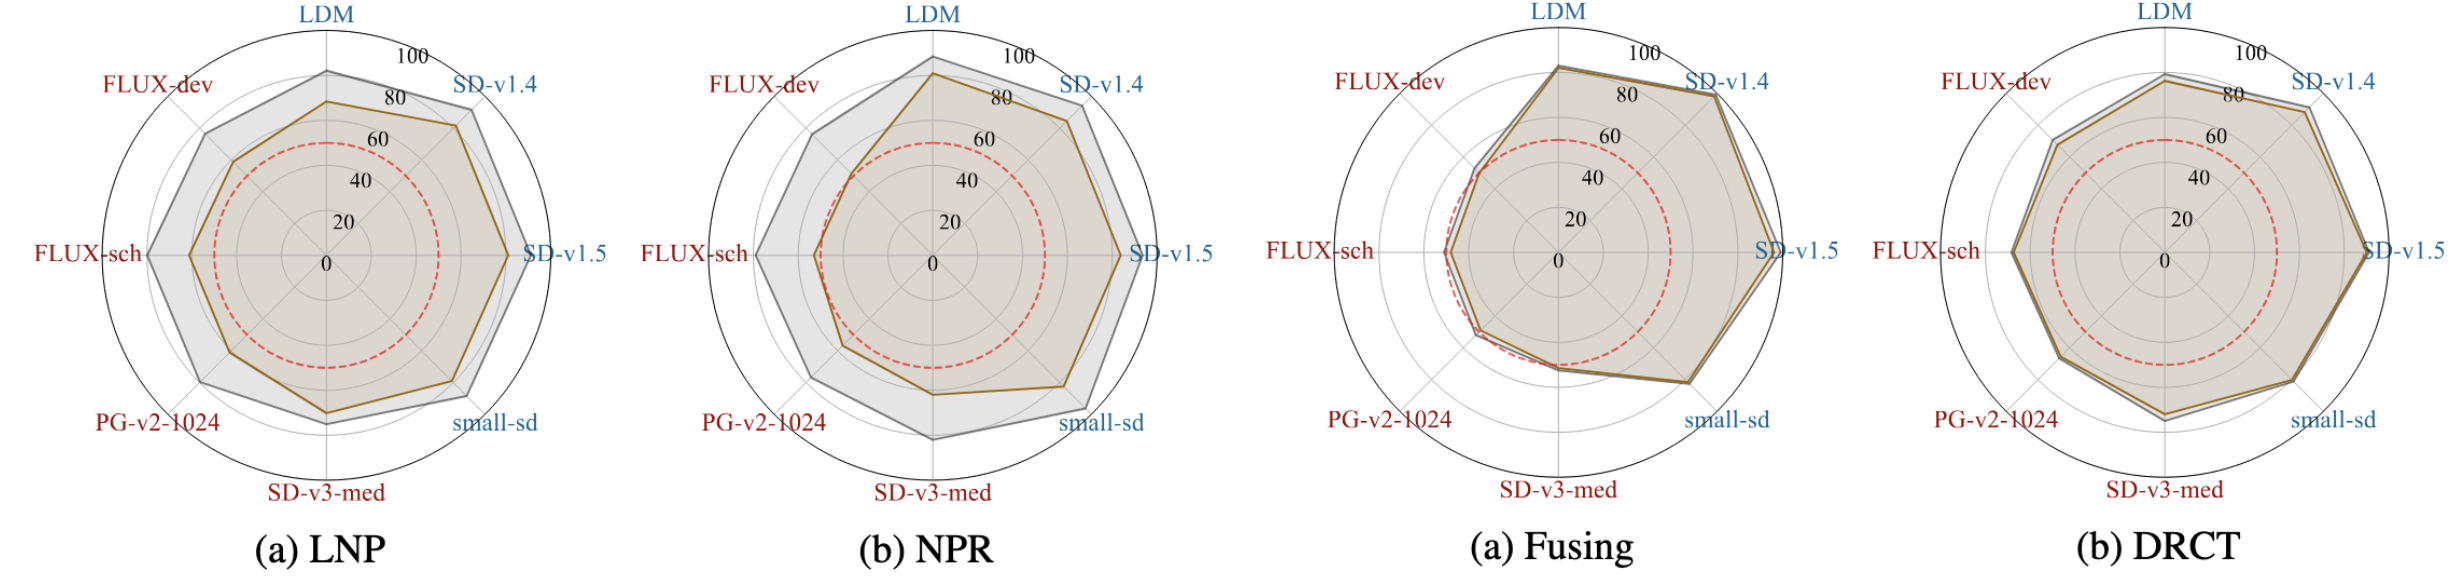 LDM
100
FLUX-dev
SD-v1.4
80
60
40
20
FLUX-sch
0
SD-v1.5
PG-v2-1024
small-sd
SD-v3-med
(a) LNP
LDM
100
FLUX-dev
SD-v1.4
80
60
40
20
FLUX-sch
0
SD-v1.5
PG-v2-1024
small-sd
SD-v3-med
(b) NPR
LDM
100
FLUX-dev
SD-v1.4
80
60
40
20
FLUX-sch
0
SD-v1.5
PG-v2-1024
small-sd
SD-v3-med
(a) Fusing
LDM
100
FLUX-dev
SD-v1.4
80
60
40
20
FLUX-sch
0
SD-v1.5
PG-v2-1024
small-sd
SD-v3-med
(b) DRCT